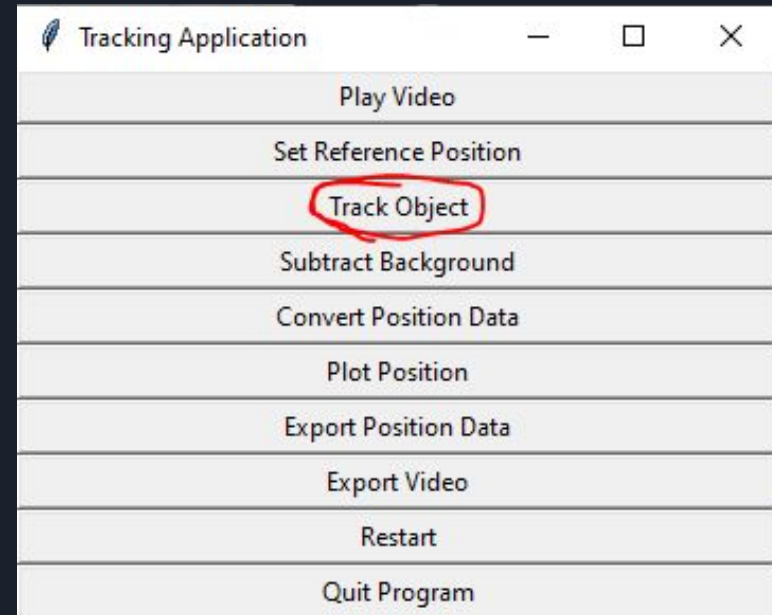 Tracking Application
Play Video
Set Reference Position
Track Object
Subtract Background
Convert Position Data
Plot Position
Export Position Data
Export Video
Restart
Quit Program